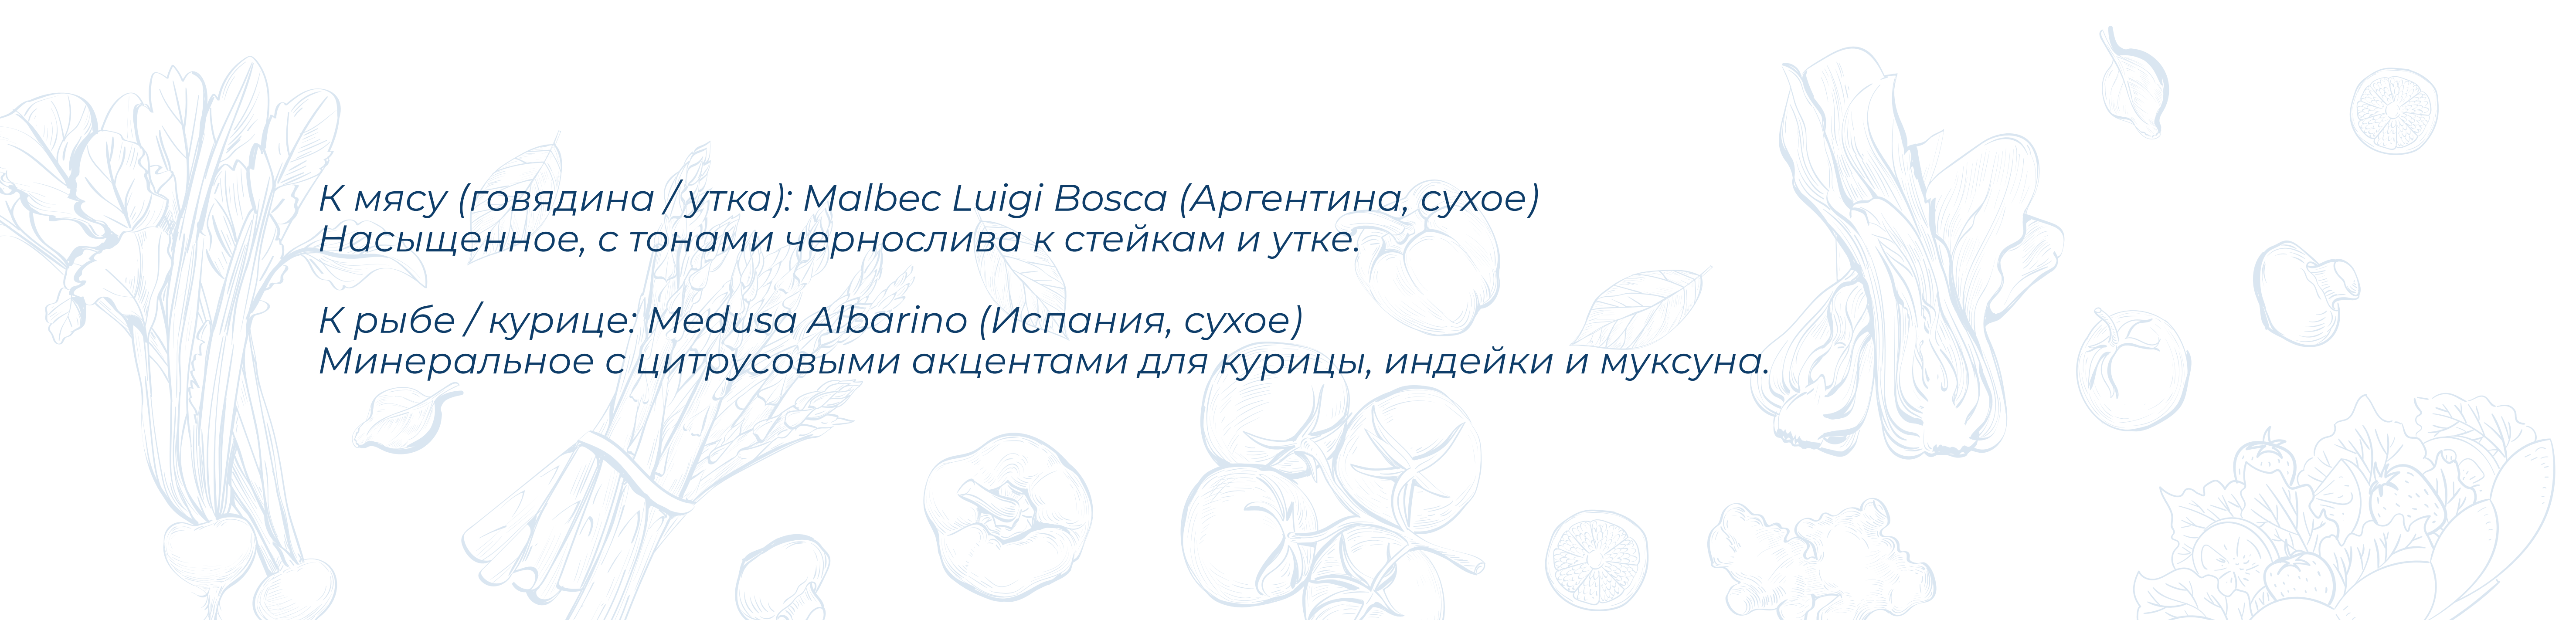 К мясу (говядина / утка): Malbec Luigi Bosca (Аргентина, сухое)
Насыщенное, с тонами чернослива к стейкам и утке.
К рыбе / курице: Medusa Albarino (Испания, сухое)
Минеральное с цитрусовыми акцентами для курицы, индейки и муксуна.